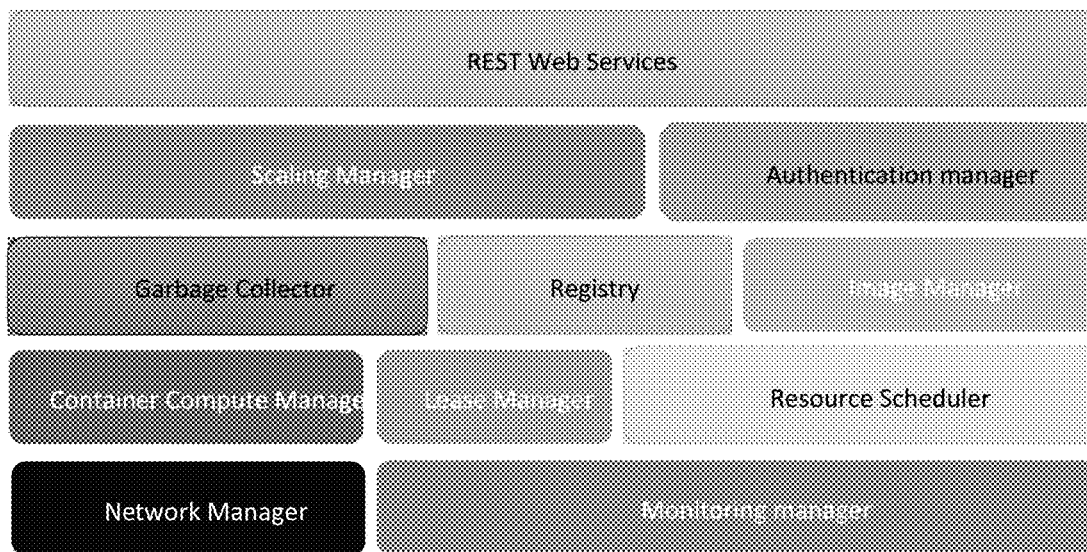 REST Web Services
Scaling Manager
Authentication manager
Garbage Collector
Registry
Image Manager
Container Compute Manage
Lease Manager
Resource Scheduler
Network Manager
Monitoring manager